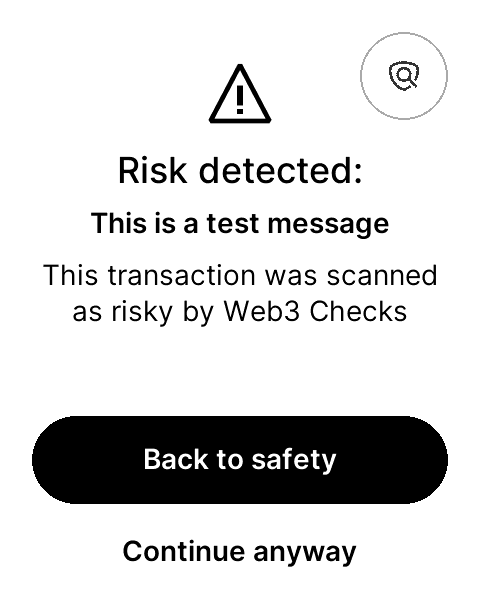 Risk detected:
This is a test message
This transaction was scanned
as risky by Web3 Checks
Back to safety
Continue anyway